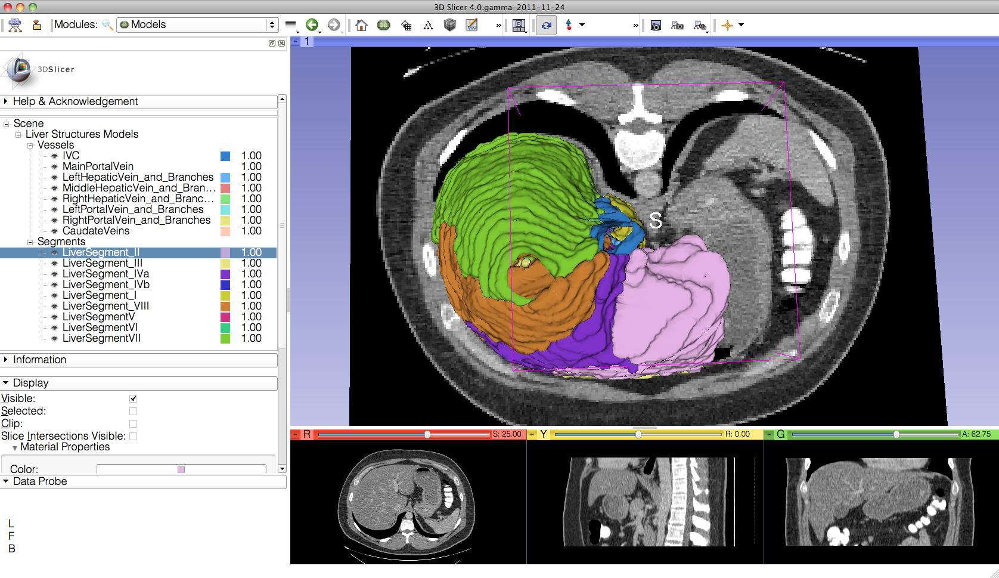 3D Slicer 4.0.gamma-2011-11-24
Modules: Models » »
1
3DSlicer
Help & Acknowledgement
Scene
Liver Structures Models
Vessels
IVC 1.00
MainPortalVein 1.00
LeftHepaticVein_and_Branches 1.00
MiddleHepaticVein_and_Bran... 1.00
RightHepaticVein_and_Branc... 1.00
LeftPortalVein_and_Branches 1.00
RightPortalVein_and_Branches 1.00
CaudateVeins 1.00
Segments
LiverSegment_II 1.00
LiverSegment_III 1.00
LiverSegment_IVa 1.00
LiverSegment_IVb 1.00
LiverSegment_I 1.00
LiverSegment_VIII 1.00
LiverSegmentV 1.00
LiverSegmentVI 1.00
LiverSegmentVII 1.00
Information
Display
Visible:
Selected:
Clip:
Slice Intersections Visible:
Material Properties
Color:
Data Probe
L
F
B
S
R S: 25.00
Y R: 0.00
G A: 62.75